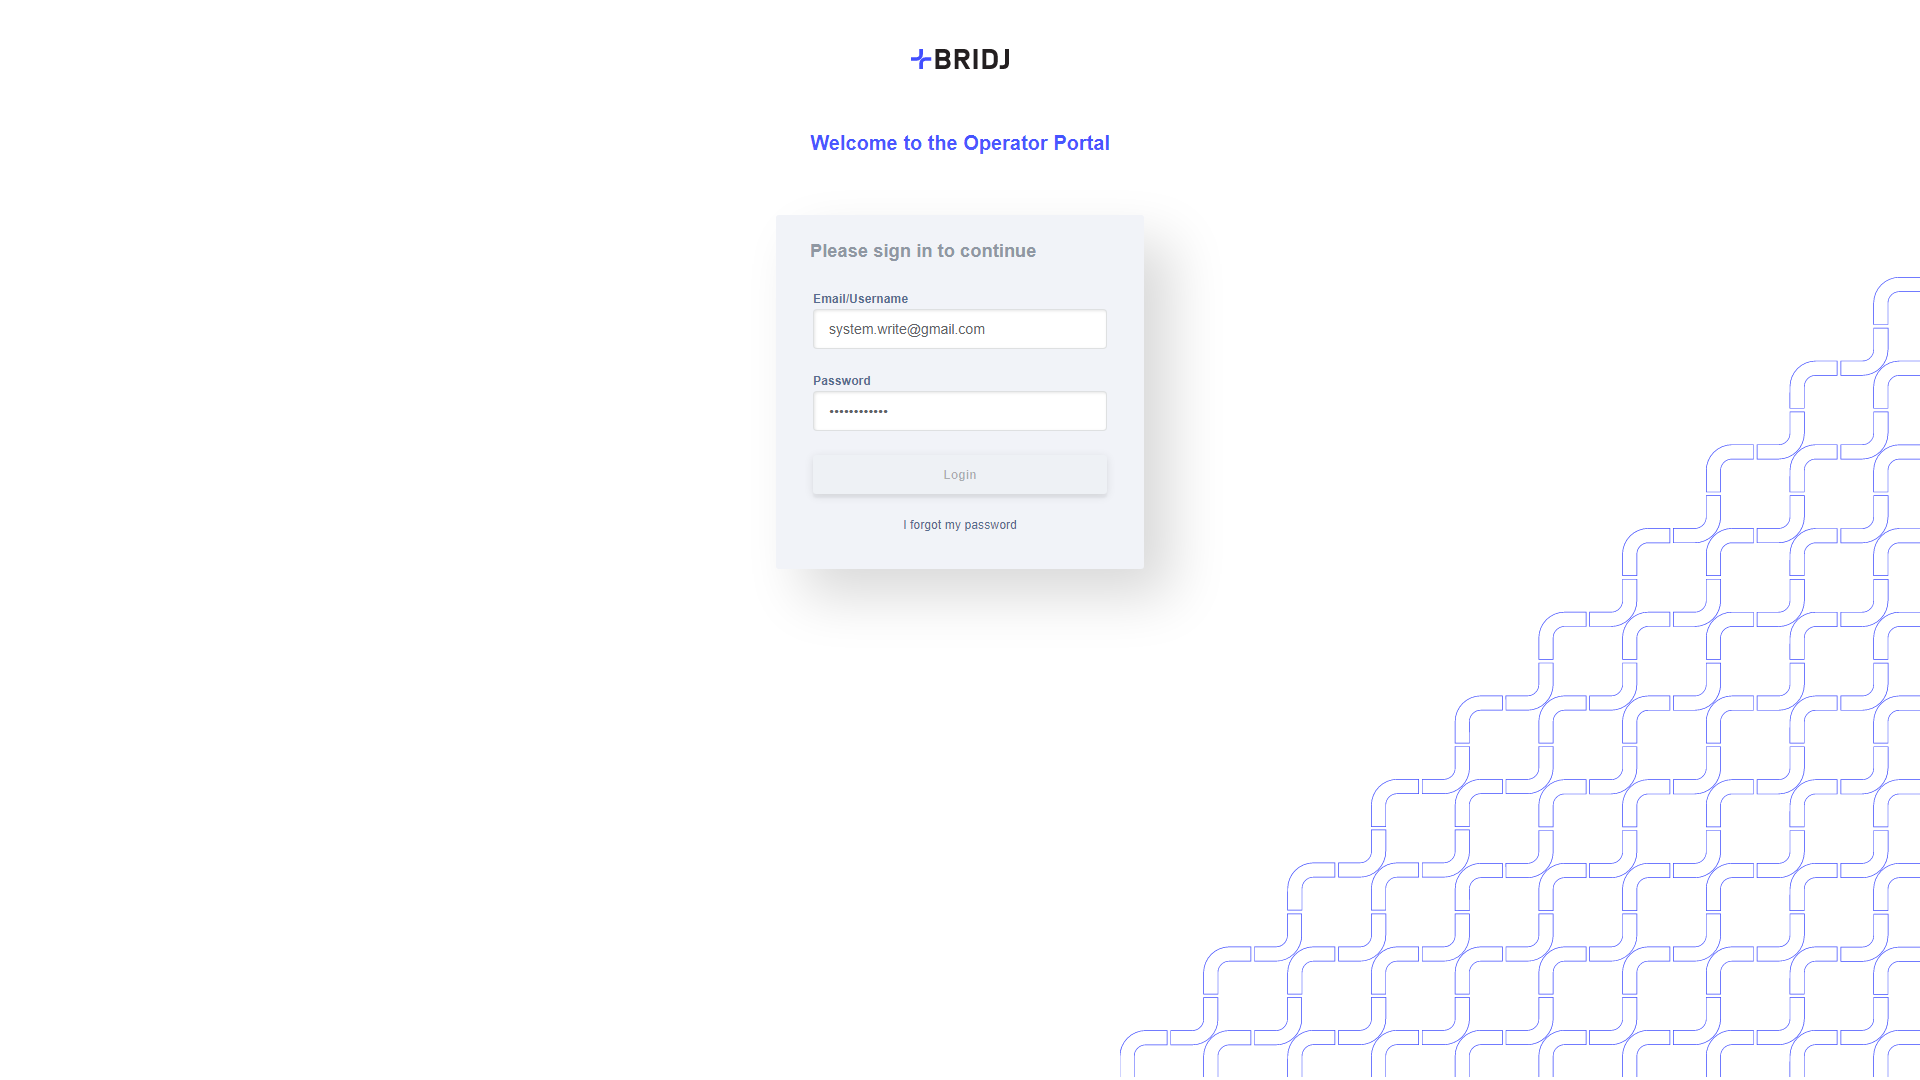 BRIDJ
Welcome to the Operator Portal
Please sign in to continue
Email/Username
system.write@gmail.com
Password
••••••••••••
Login
I forgot my password